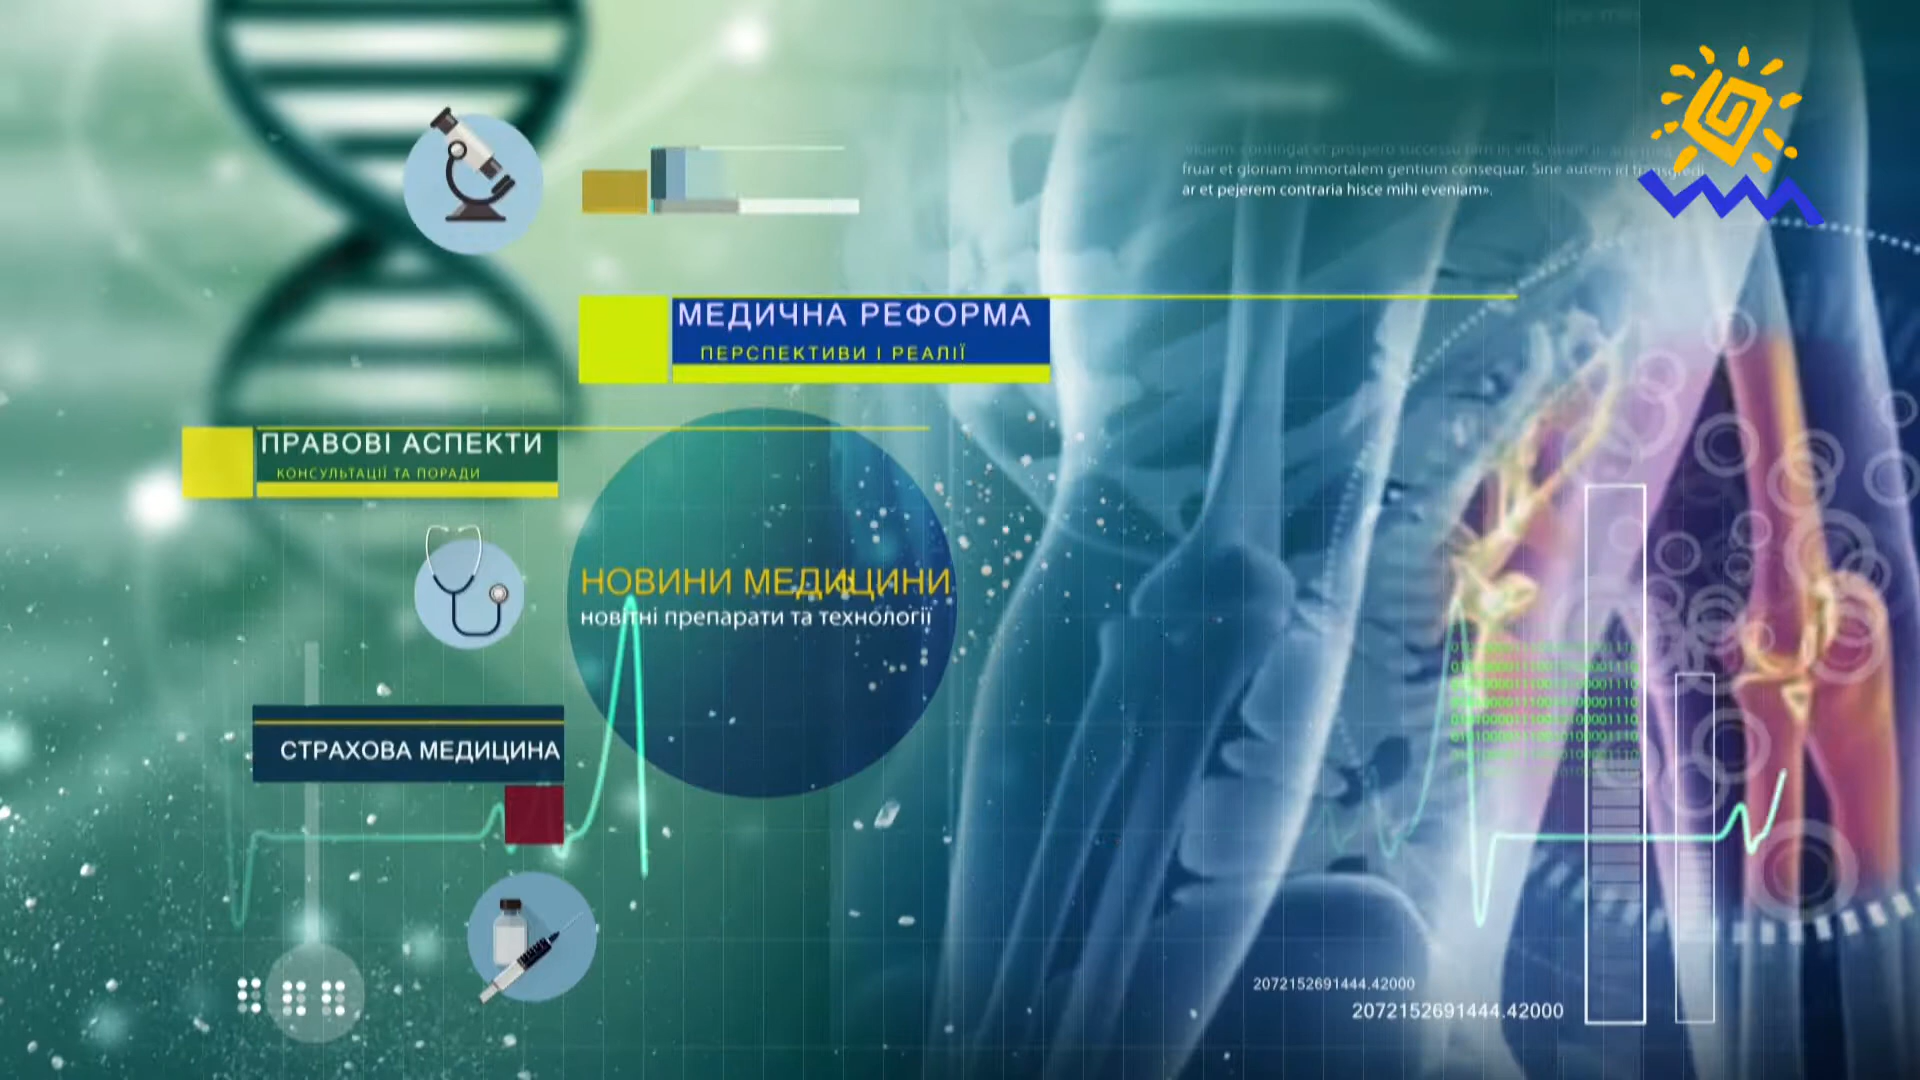 fruar et gloriam immortalem gentium consequar. Sine autem id
ar et pejerem contraria hisce mihi eveniam».
МЕДИЧНА РЕФОРМА
ПЕРСПЕКТИВИ І РЕАЛІЇ
ПРАВОВІ АСПЕКТИ
КОНСУЛЬТАЦІЇ ТА ПОРАДИ
НОВИНИ МЕДИЦИНИ
новітні препарати та технології
СТРАХОВА МЕДИЦИНА
2072152691444.42000
2072152691444.42000